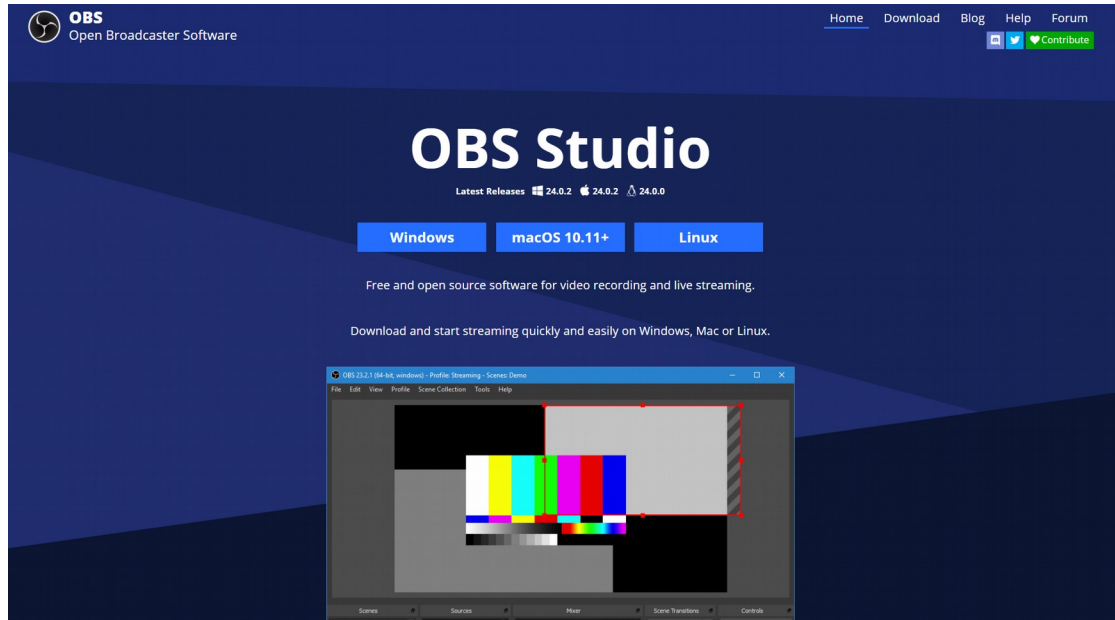 OBS
Open Broadcaster Software
Home Download Blog Help Forum
Contribute
OBS Studio
Latest Releases 24.0.2 24.0.2 24.0.0
Windows macOS 10.11+ Linux
Free and open source software for video recording and live streaming.
Download and start streaming quickly and easily on Windows, Mac or Linux.
OBS 23.2.1 (64-bit, windows) - Profile: Streaming - Scenes: Demo
File Edit View Profile Scene Collection Tools Help
Scenes Sources Mixer Scene Transitions Controls